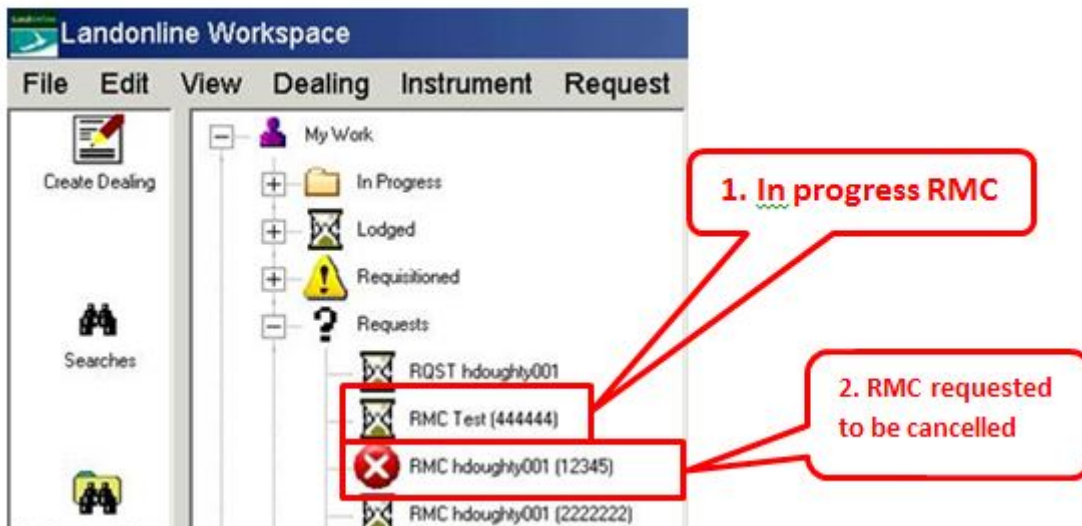 Landonline Workspace
File Edit View Dealing Instrument Request
Create Dealing
Searches
My Work
In Progress
Lodged
Requisitioned
Requests
RQST hdoughty001
RMC Test (444444)
RMC hdoughty001 (12345)
RMC hdoughty001 (2222222)
1. In progress RMC
2. RMC requested
to be cancelled